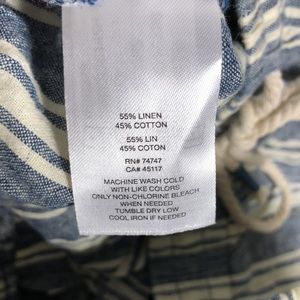 55% LINEN
45% COTTON
55% LIN
45% COTON
RN# 74747
CA# 45117
MACHINE WASH COLD
WITH LIKE COLORS
ONLY NON-CHLORINE BLEACH
WHEN NEEDED
TUMBLE DRY LOW
COOL IRON IF NEEDED